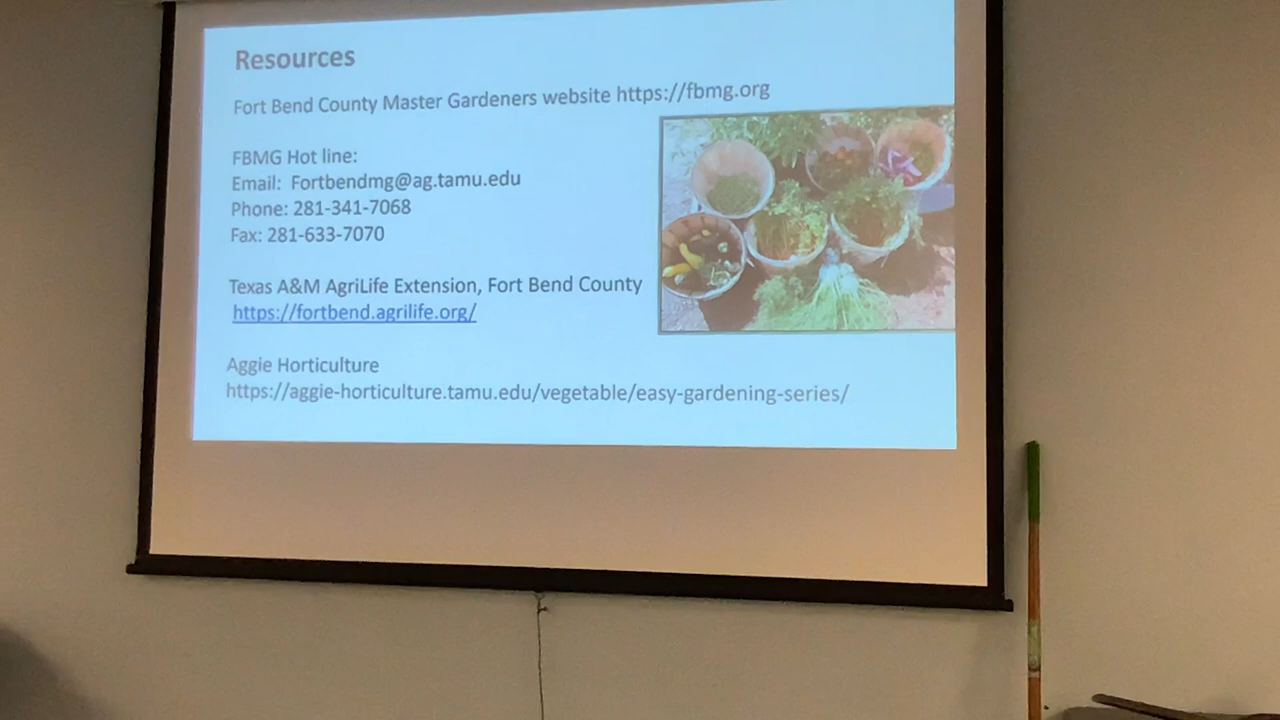 Resources
Fort Bend County Master Gardeners website https://fbmg.org
FBMG Hot line:
Email: Fortbendmg@ag.tamu.edu
Phone: 281-341-7068
Fax: 281-633-7070
Texas A&M AgriLife Extension, Fort Bend County
https://fortbend.agrilife.org/
Aggie Horticulture
https://aggie-horticulture.tamu.edu/vegetable/easy-gardening-series/